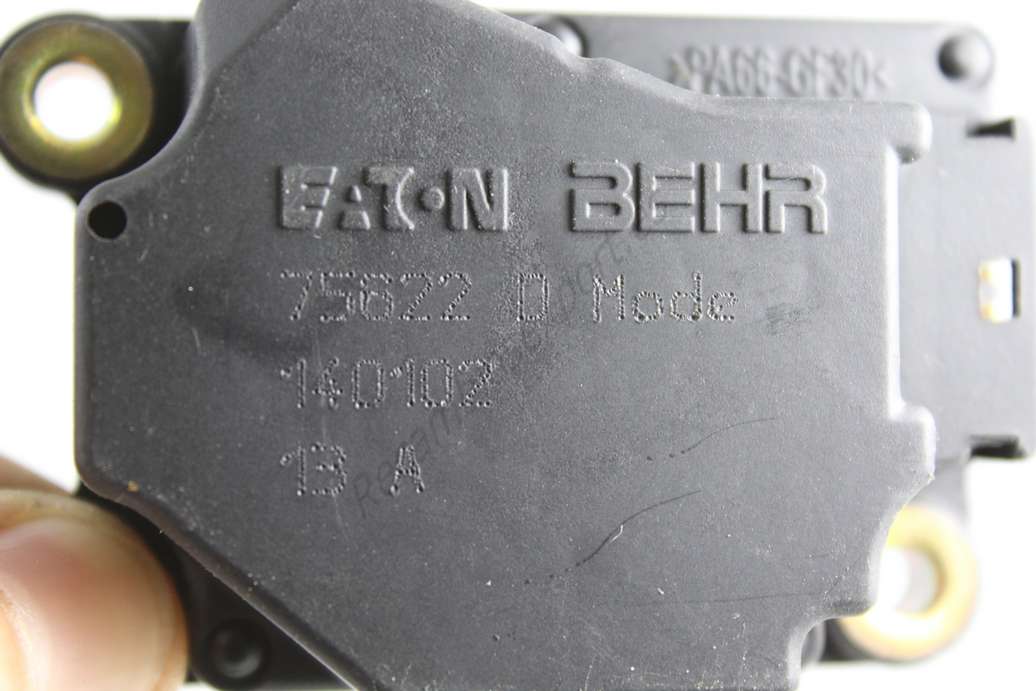 >PA66-GF30<
EATON BEHR
75622 D Mode
140102
13 A